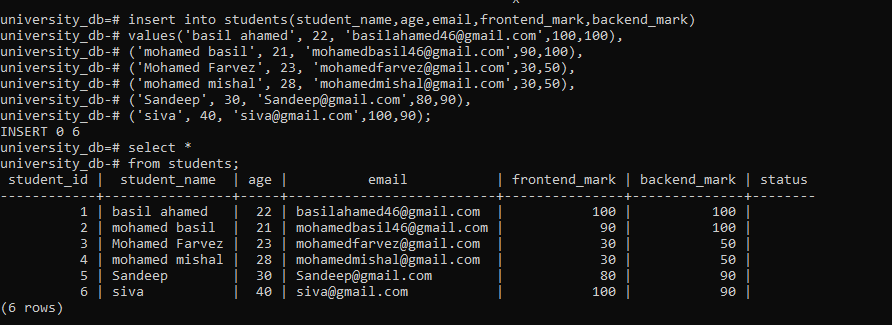 university_db=# insert into students(student_name,age,email,frontend_mark,backend_mark)
university_db-# values('basil ahamed', 22, 'basilahamed46@gmail.com',100,100),
university_db-# ('mohamed basil', 21, 'mohamedbasil46@gmail.com',90,100),
university_db-# ('Mohamed Farvez', 23, 'mohamedfarvez@gmail.com',30,50),
university_db-# ('mohamed mishal', 28, 'mohamedmishal@gmail.com',30,50),
university_db-# ('Sandeep', 30, 'Sandeep@gmail.com',80,90),
university_db-# ('siva', 40, 'siva@gmail.com',100,90);
INSERT 0 6
university_db=# select *
university_db-# from students;
 student_id |  student_name  | age |          email           | frontend_mark | backend_mark | status
------------+----------------+-----+--------------------------+---------------+--------------+--------
          1 | basil ahamed   |  22 | basilahamed46@gmail.com  |           100 |          100 |
          2 | mohamed basil  |  21 | mohamedbasil46@gmail.com |            90 |          100 |
          3 | Mohamed Farvez |  23 | mohamedfarvez@gmail.com  |            30 |           50 |
          4 | mohamed mishal |  28 | mohamedmishal@gmail.com  |            30 |           50 |
          5 | Sandeep        |  30 | Sandeep@gmail.com        |            80 |           90 |
          6 | siva           |  40 | siva@gmail.com           |           100 |           90 |
(6 rows)